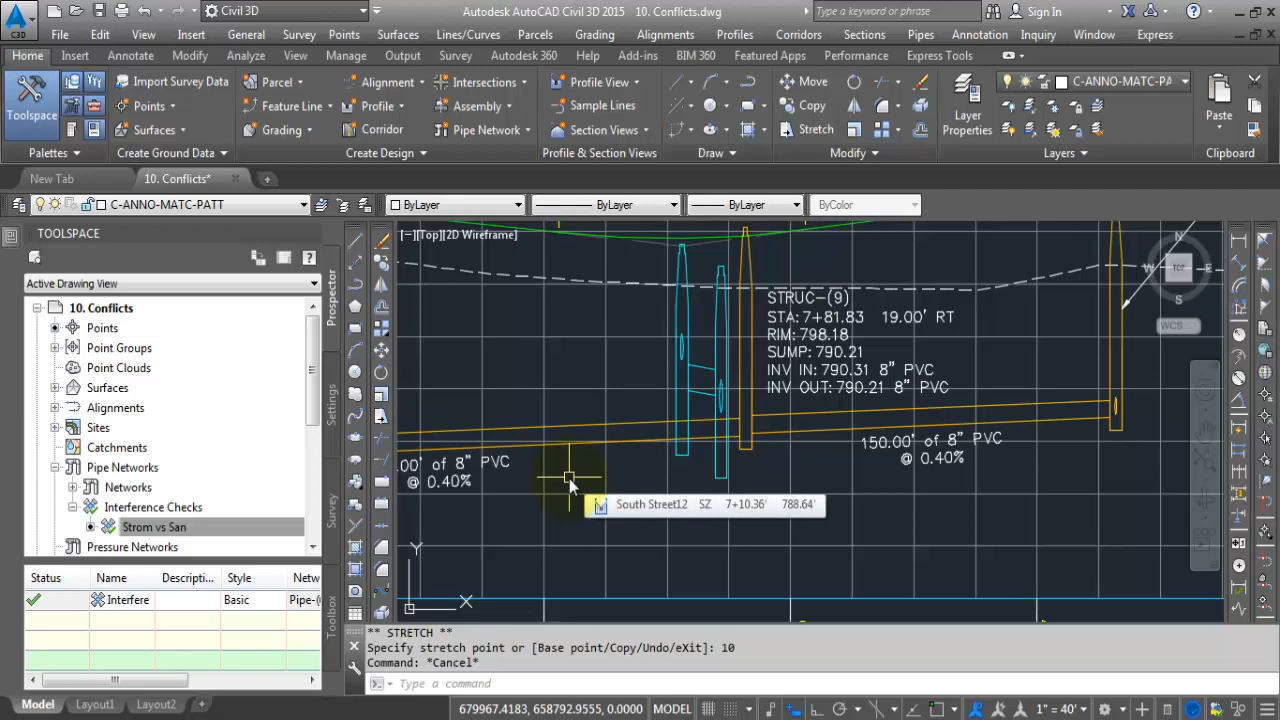 Civil 3D
Autodesk AutoCAD Civil 3D 2015 10. Conflicts.dwg
Type a keyword or phrase
Sign In
C3D
File Edit View Insert General Survey Points Surfaces Lines/Curves Parcels Grading Alignments Profiles Corridors Sections Pipes Annotation Inquiry Window Express
Home Insert Annotate Modify Analyze View Manage Output Survey Autodesk 360 Help Add-ins BIM 360 Featured Apps Performance Express Tools
Toolspace
Import Survey Data
Points
Surfaces
Parcel
Feature Line
Grading
Alignment
Profile
Corridor
Intersections
Assembly
Pipe Network
Profile View
Sample Lines
Section Views
Move
Copy
Stretch
Layer Properties
C-ANNO-MATC-PA
Paste
Palettes Create Ground Data Create Design Profile & Section Views Draw Modify Layers Clipboard
New Tab 10. Conflicts*
C-ANNO-MATC-PATT ByLayer ByLayer ByLayer ByColor
TOOLSPACE
Active Drawing View
10. Conflicts
Points
Point Groups
Point Clouds
Surfaces
Alignments
Sites
Catchments
Pipe Networks
Networks
Interference Checks
Strom vs San
Pressure Networks
Prospector
Settings
Survey
Toolbox
Status Name Descripti... Style Netw
Interfere Basic Pipe-(
[−][Top][2D Wireframe]
N
W TOP E
S
WCS
STRUC-(9)
STA: 7+81.83 19.00' RT
RIM: 798.18
SUMP: 790.21
INV IN: 790.31 8" PVC
INV OUT: 790.21 8" PVC
.00' of 8" PVC
@ 0.40%
150.00' of 8" PVC
@ 0.40%
South Street12 SZ 7+10.36' 788.64'
Y
X
** STRETCH **
Specify stretch point or [Base point/Copy/Undo/eXit]: 10
Command: *Cancel*
Type a command
Model Layout1 Layout2 +
679967.4183, 658792.9555, 0.0000 MODEL
1" = 40'